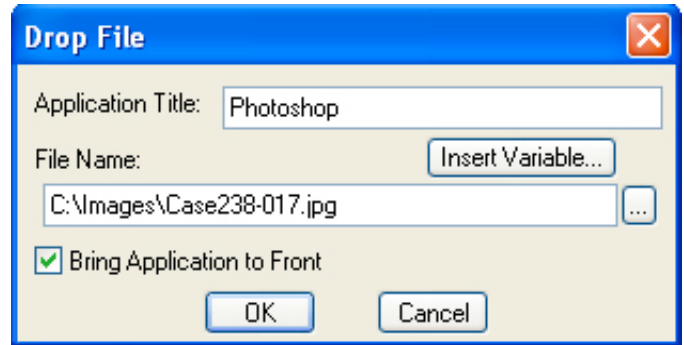 Drop File
Application Title: Photoshop
File Name: Insert Variable...
C:\Images\Case238-017.jpg ...
Bring Application to Front
OK Cancel